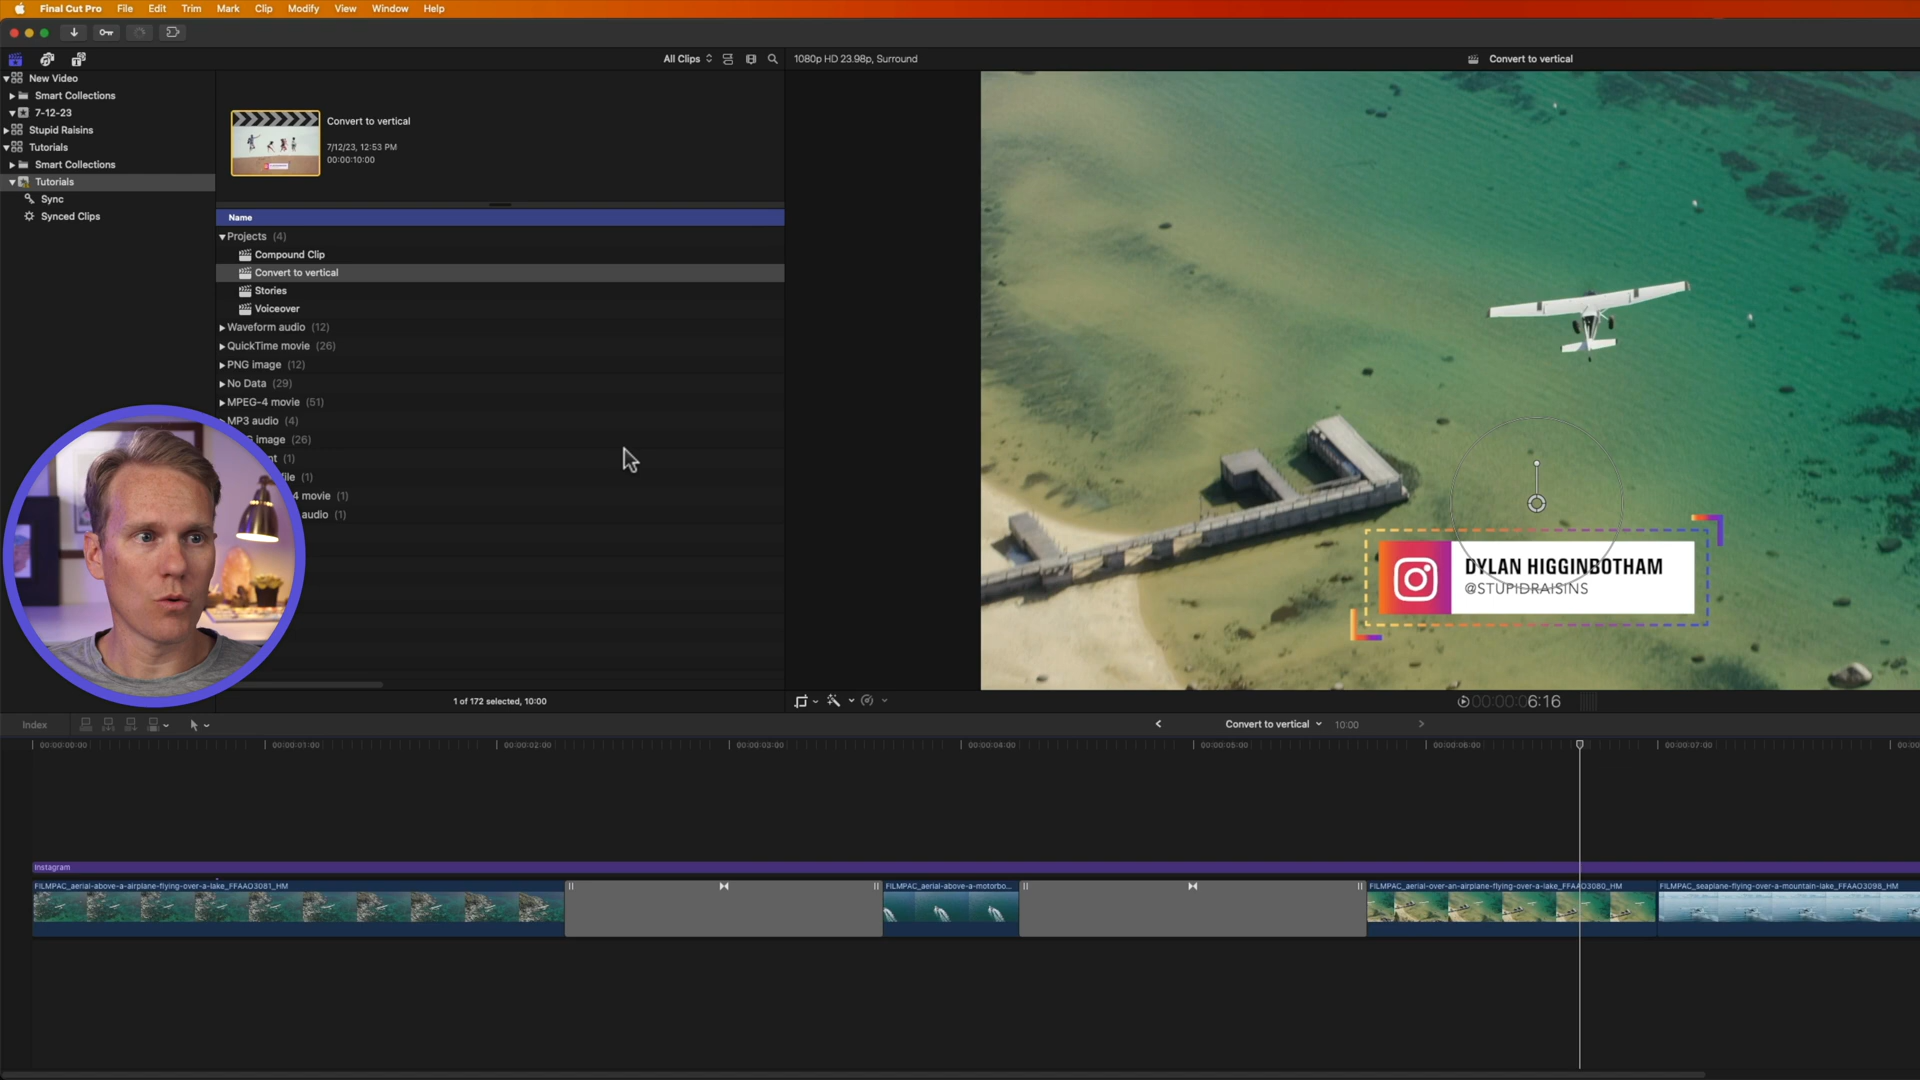 Final Cut Pro File Edit Trim Mark Clip Modify View Window Help
All Clips
1080p HD 23.98p, Surround
Convert to vertical
New Video
Smart Collections
7-12-23
Stupid Raisins
Tutorials
Smart Collections
Tutorials
Sync
Synced Clips
Convert to vertical
7/12/23, 12:53 PM
00:00:10:00
Name
Projects (4)
Compound Clip
Convert to vertical
Stories
Voiceover
Waveform audio (12)
QuickTime movie (26)
PNG image (12)
No Data (29)
MPEG-4 movie (51)
MP3 audio (4)
image (26)
(1)
(1)
4 movie (1)
audio (1)
1 of 172 selected, 10:00
DYLAN HIGGINBOTHAM
@STUPIDRAISINS
00:00:06:16
Index
Convert to vertical 10:00
00:00:00:00 00:00:01:00 00:00:02:00 00:00:03:00 00:00:04:00 00:00:05:00 00:00:06:00 00:00:07:00
Instagram
FILMPAC_aerial-above-a-airplane-flying-over-a-lake_FFAAO3081_HM
FILMPAC_aerial-above-a-motorbo...
FILMPAC_aerial-over-an-airplane-flying-over-a-lake_FFAAO3080_HM
FILMPAC_seaplane-flying-over-a-mountain-lake_FFAAO3098_HM